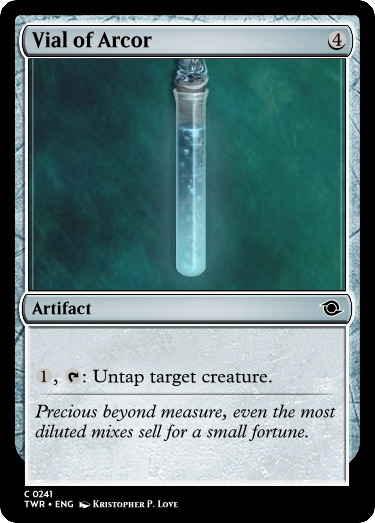 Vial of Arcor 4
Artifact
1, : Untap target creature.
Precious beyond measure, even the most
diluted mixes sell for a small fortune.
C 0241
TWR • ENG Kristopher P. Love